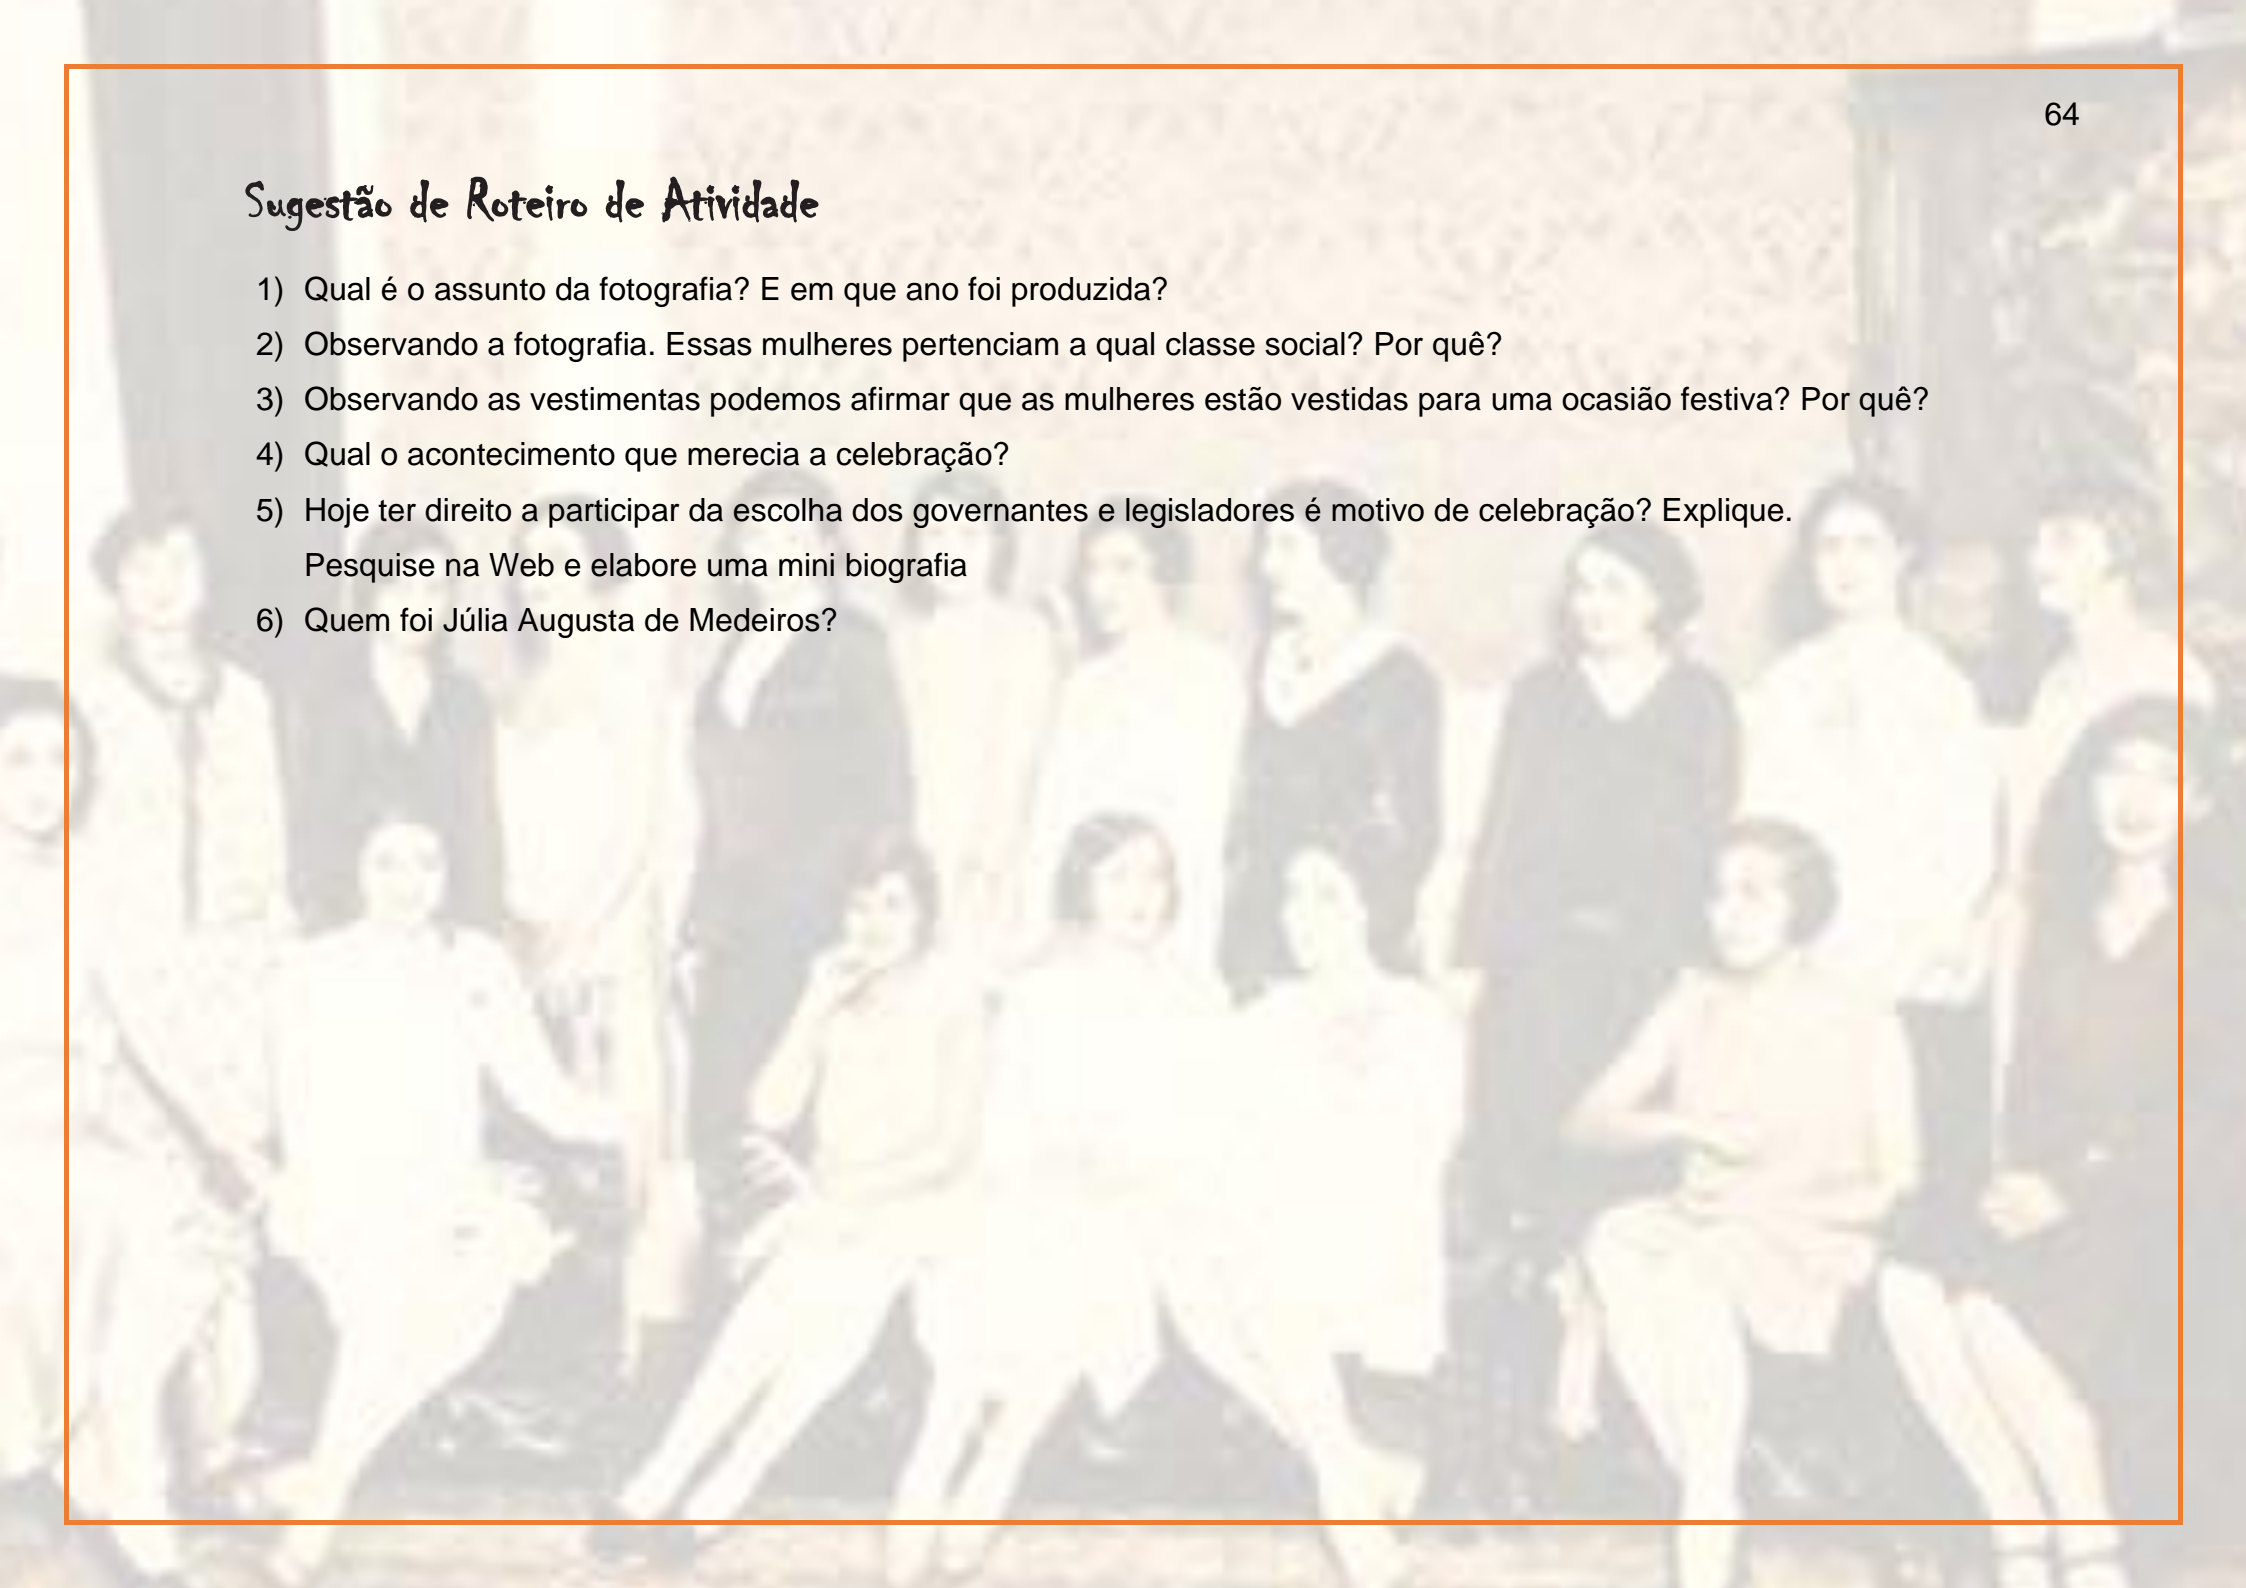 64
Sugestão de Roteiro de Atividade
1) Qual é o assunto da fotografia? E em que ano foi produzida?
2) Observando a fotografia. Essas mulheres pertenciam a qual classe social? Por quê?
3) Observando as vestimentas podemos afirmar que as mulheres estão vestidas para uma ocasião festiva? Por quê?
4) Qual o acontecimento que merecia a celebração?
5) Hoje ter direito a participar da escolha dos governantes e legisladores é motivo de celebração? Explique.
Pesquise na Web e elabore uma mini biografia
6) Quem foi Júlia Augusta de Medeiros?